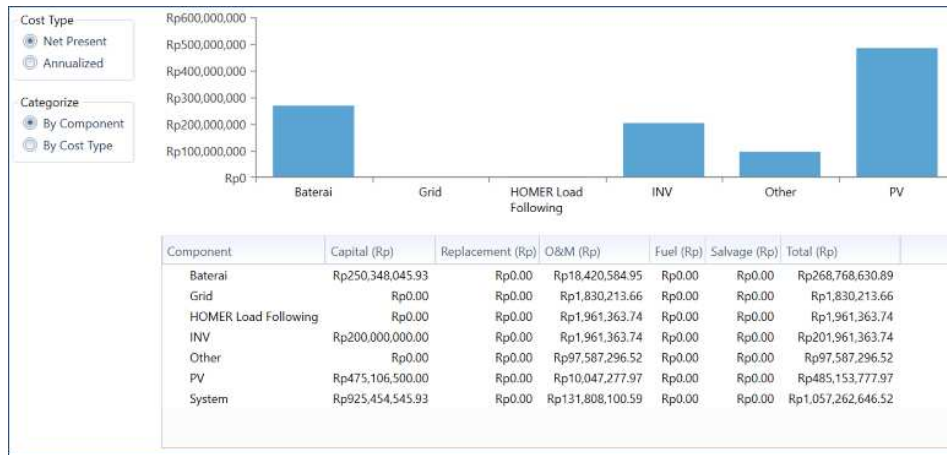 Cost Type
Net Present
Annualized
Categorize
By Component
By Cost Type
Rp600,000,000
Rp500,000,000
Rp400,000,000
Rp300,000,000
Rp200,000,000
Rp100,000,000
Rp0
Baterai Grid HOMER Load Following INV Other PV
Component Capital (Rp) Replacement (Rp) O&M (Rp) Fuel (Rp) Salvage (Rp) Total (Rp)
Baterai Rp250,348,045.93 Rp0.00 Rp18,420,584.95 Rp0.00 Rp0.00 Rp268,768,630.89
Grid Rp0.00 Rp0.00 Rp1,830,213.66 Rp0.00 Rp0.00 Rp1,830,213.66
HOMER Load Following Rp0.00 Rp0.00 Rp1,961,363.74 Rp0.00 Rp0.00 Rp1,961,363.74
INV Rp200,000,000.00 Rp0.00 Rp1,961,363.74 Rp0.00 Rp0.00 Rp201,961,363.74
Other Rp0.00 Rp0.00 Rp97,587,296.52 Rp0.00 Rp0.00 Rp97,587,296.52
PV Rp475,106,500.00 Rp0.00 Rp10,047,277.97 Rp0.00 Rp0.00 Rp485,153,777.97
System Rp925,454,545.93 Rp0.00 Rp131,808,100.59 Rp0.00 Rp0.00 Rp1,057,262,646.52